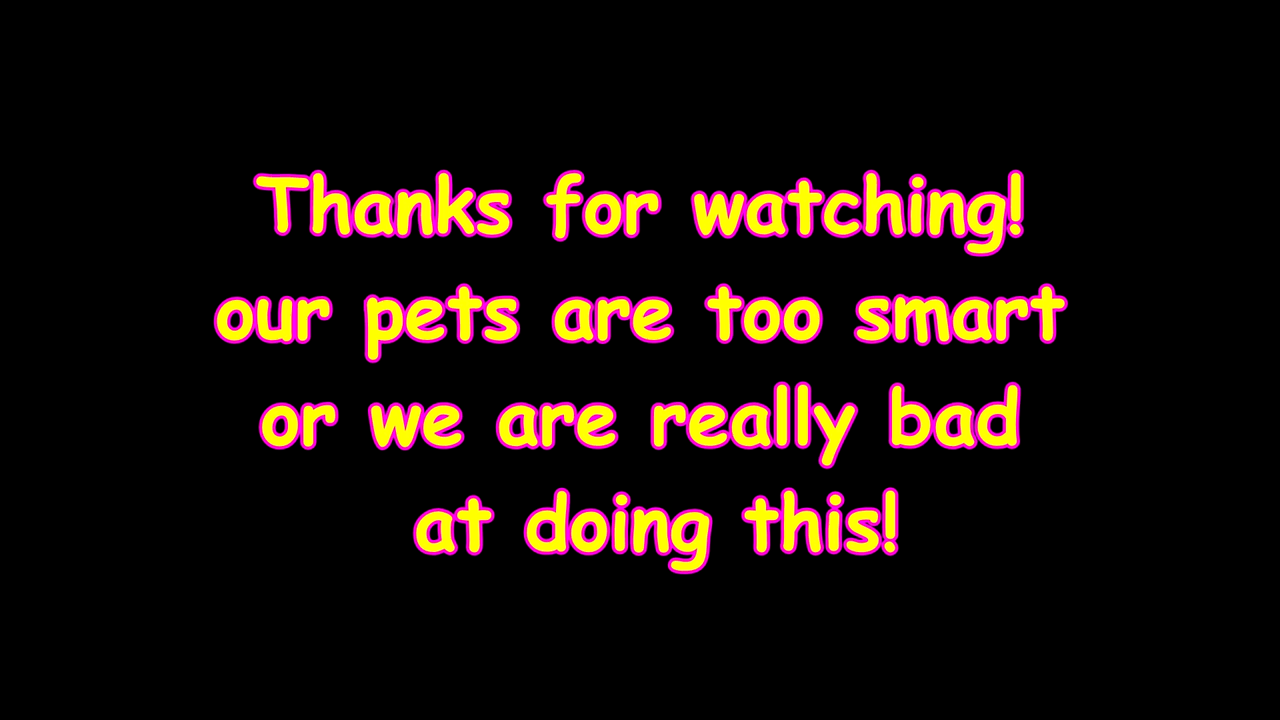 Thanks for watching!
our pets are too smart
or we are really bad
at doing this!